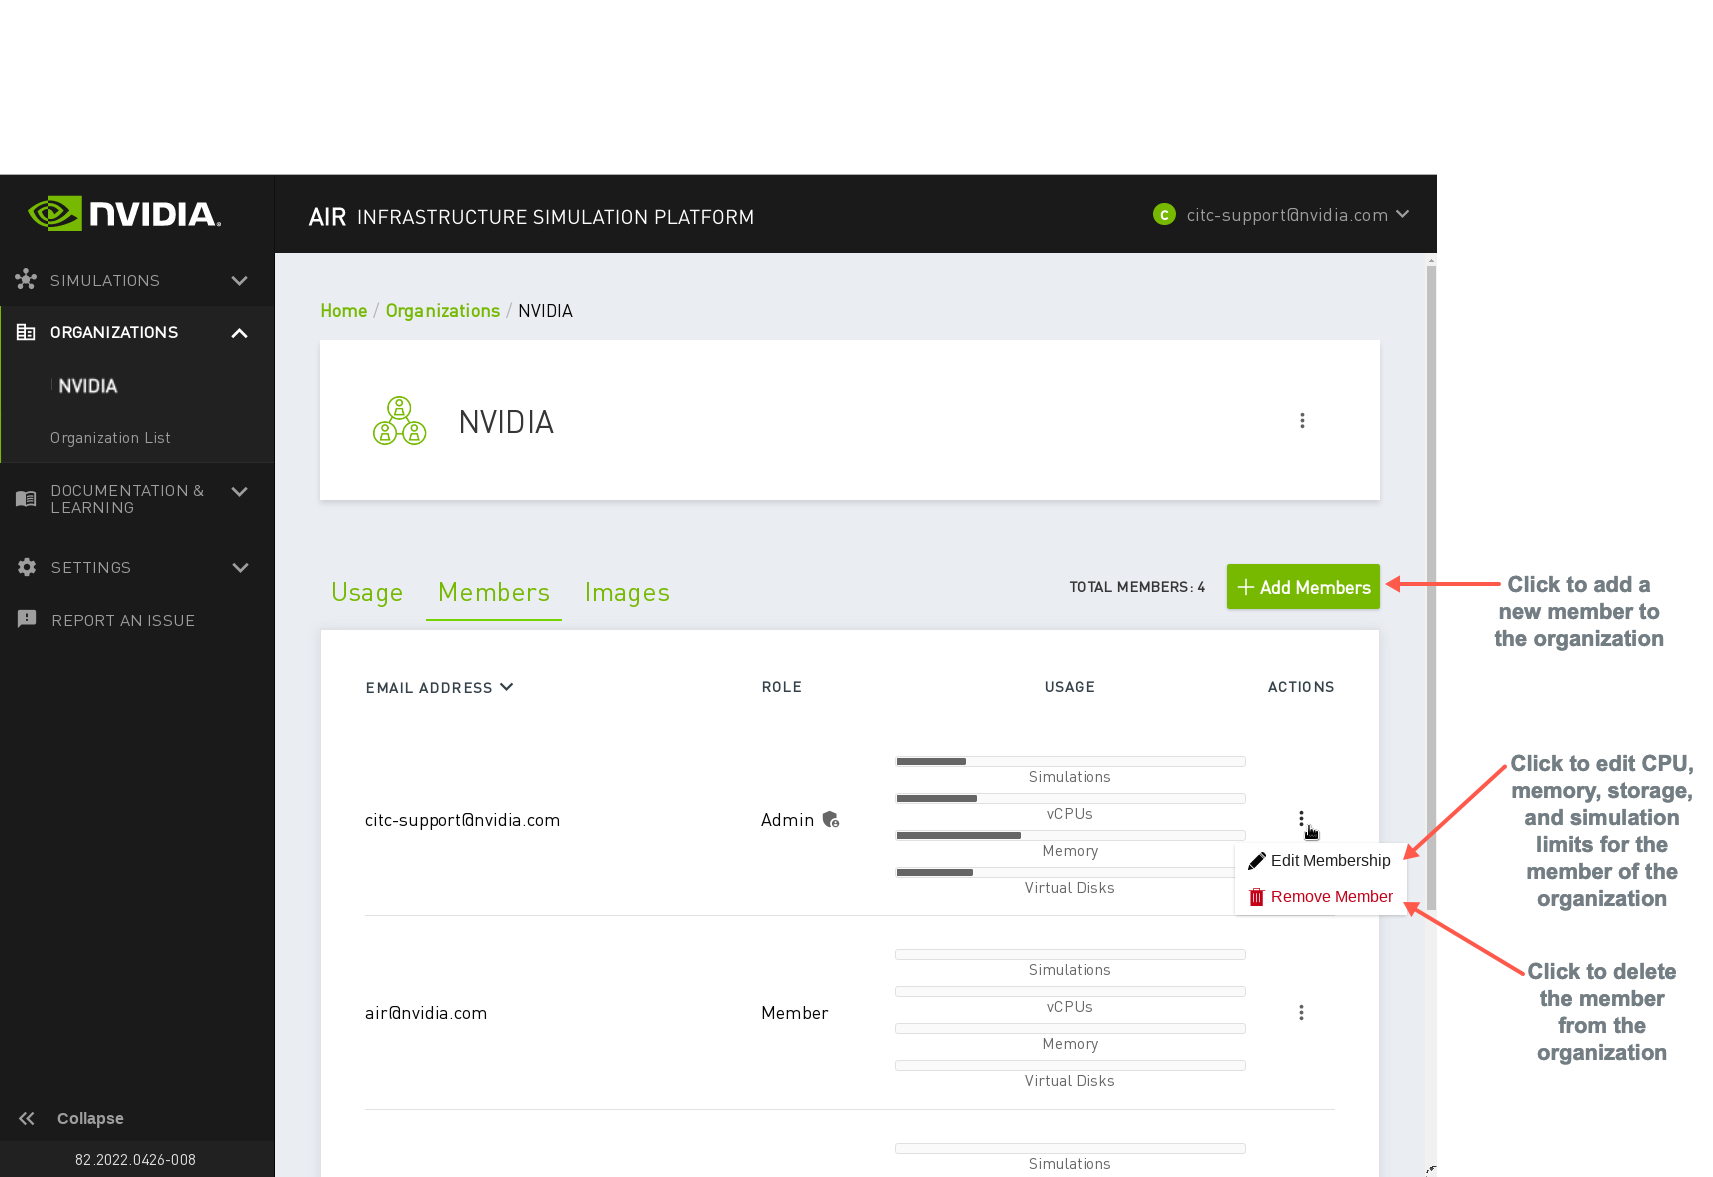 NVIDIA.
AIR INFRASTRUCTURE SIMULATION PLATFORM
C citc-support@nvidia.com
SIMULATIONS
ORGANIZATIONS
NVIDIA
Organization List
DOCUMENTATION &
LEARNING
SETTINGS
REPORT AN ISSUE
Collapse
82.2022.0426-008
Home / Organizations / NVIDIA
NVIDIA
Usage Members Images
TOTAL MEMBERS: 4
+ Add Members
Click to add a
new member to
the organization
EMAIL ADDRESS ROLE USAGE ACTIONS
citc-support@nvidia.com Admin
Simulations
vCPUs
Memory
Virtual Disks
Edit Membership
Remove Member
Click to edit CPU,
memory, storage,
and simulation
limits for the
member of the
organization
Click to delete
the member
from the
organization
air@nvidia.com Member
Simulations
vCPUs
Memory
Virtual Disks
Simulations